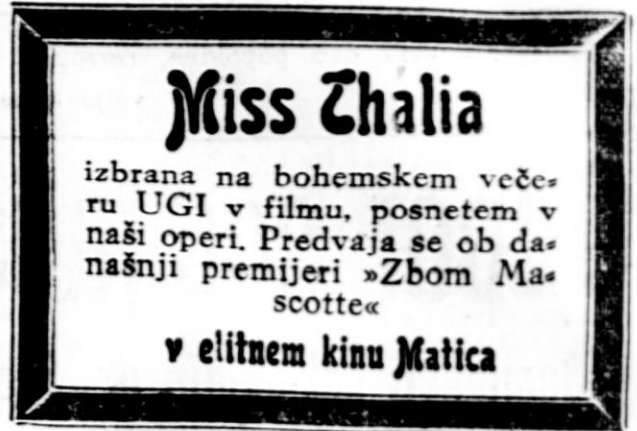 Miss Thalia
izbrana na bohemskem veče=
ru UGI v filmu, posnetem v
naši operi. Predvaja se ob da=
našnji premijeri »Zbom Ma=
scotte«
v elitnem kinu Matica